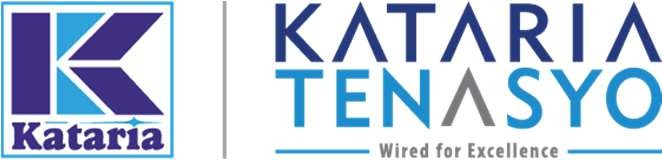 K
Kataria
KATARIA
TENASYO
Wired for Excellence